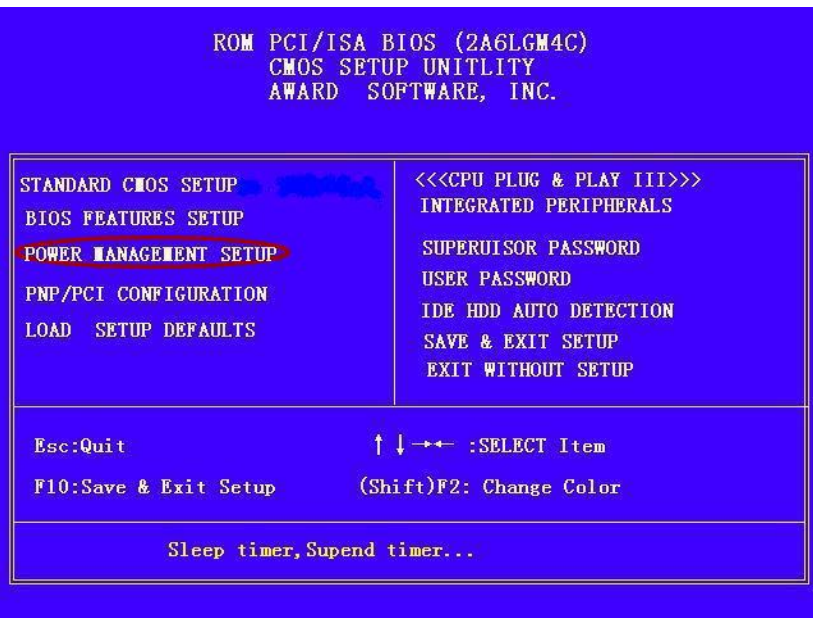 ROM PCI/ISA BIOS (2A6LGM4C)
CMOS SETUP UNITLITY
AWARD SOFTWARE, INC.
STANDARD CMOS SETUP
BIOS FEATURES SETUP
POWER MANAGEMENT SETUP
PNP/PCI CONFIGURATION
LOAD SETUP DEFAULTS
<<<CPU PLUG & PLAY III>>>
INTEGRATED PERIPHERALS
SUPERUISOR PASSWORD
USER PASSWORD
IDE HDD AUTO DETECTION
SAVE & EXIT SETUP
EXIT WITHOUT SETUP
Esc:Quit
↑↓→← :SELECT Item
F10:Save & Exit Setup
(Shift)F2: Change Color
Sleep timer,Supend timer...